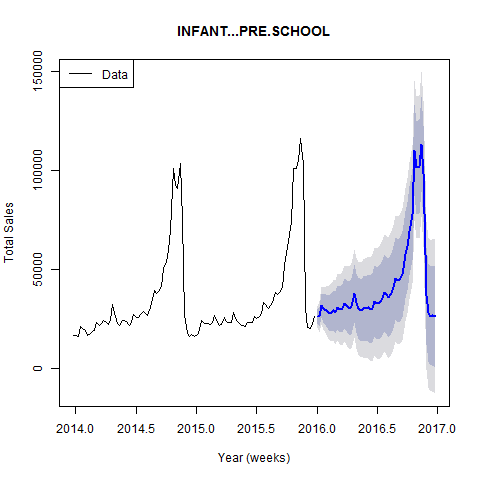 INFANT...PRE.SCHOOL
Data
Total Sales
150000
100000
50000
0
2014.0 2014.5 2015.0 2015.5 2016.0 2016.5 2017.0
Year (weeks)